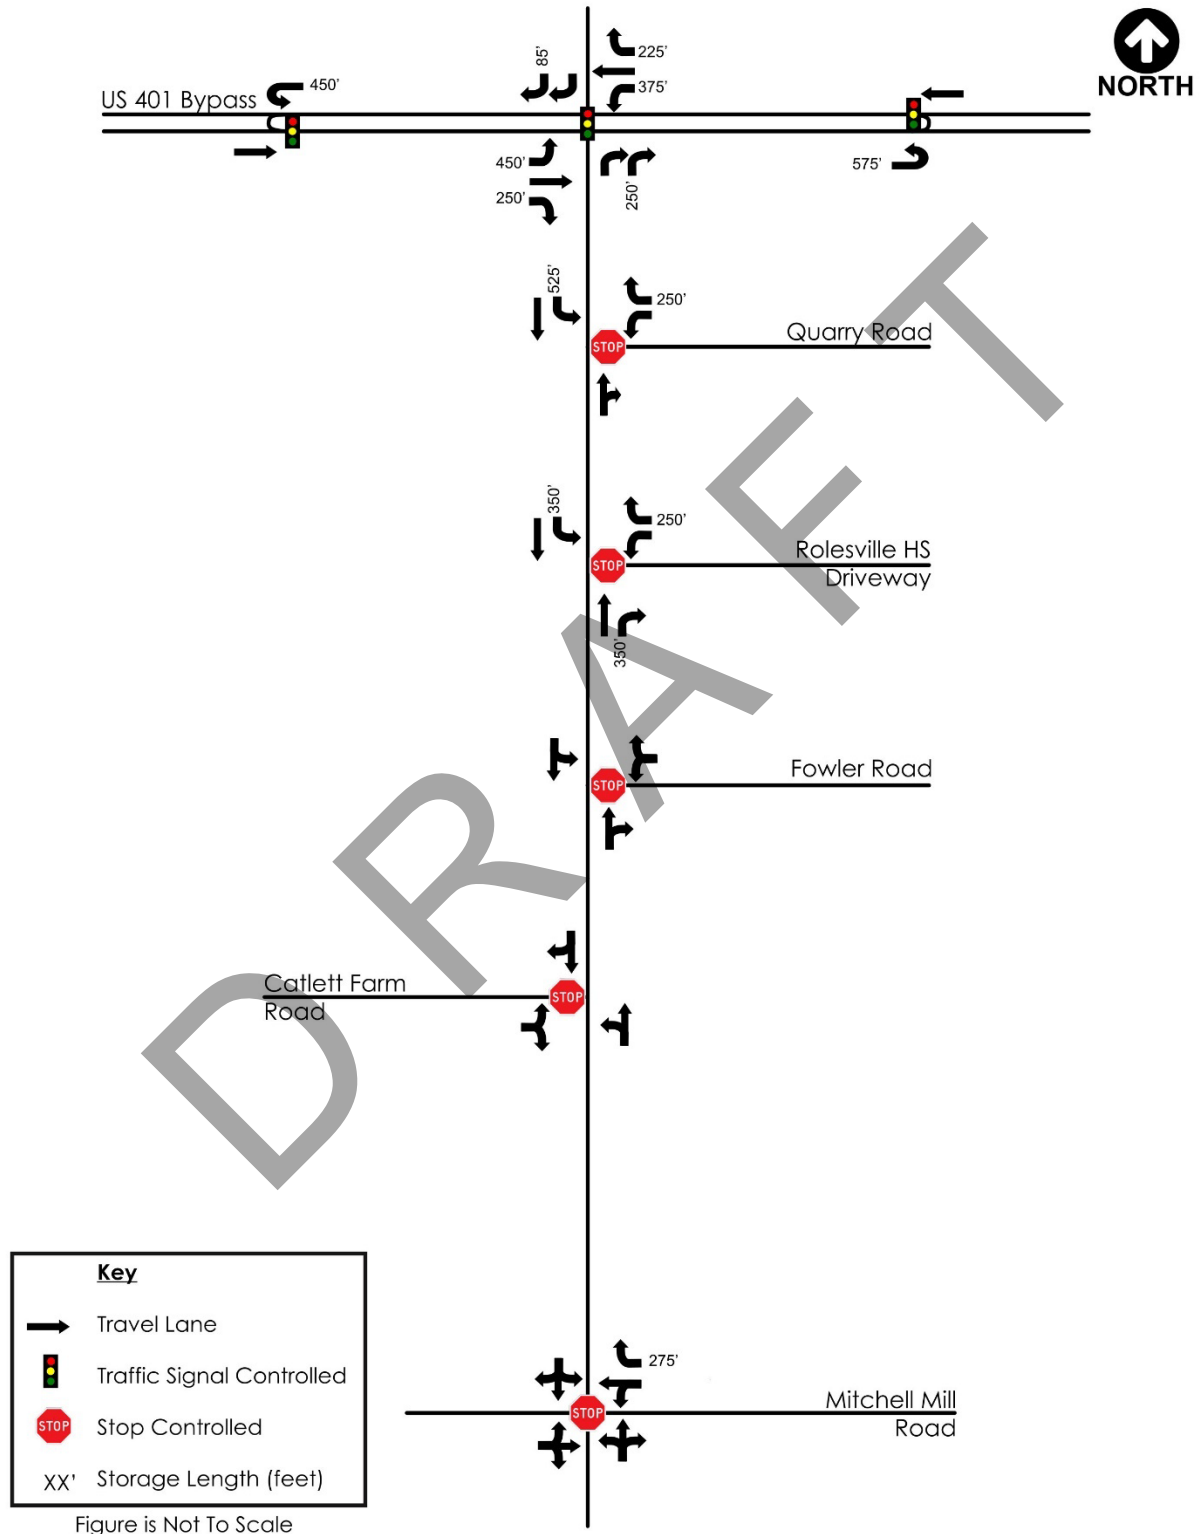 NORTH
US 401 Bypass
450'
85'
225'
375'
450'
250'
250'
575'
525'
250'
STOP
Quarry Road
350'
250'
STOP
Rolesville HS
Driveway
350'
STOP
Fowler Road
Catlett Farm
Road
STOP
275'
STOP
Mitchell Mill
Road
Key
Travel Lane
Traffic Signal Controlled
STOP
Stop Controlled
XX' Storage Length (feet)
Figure is Not To Scale
DRAFT